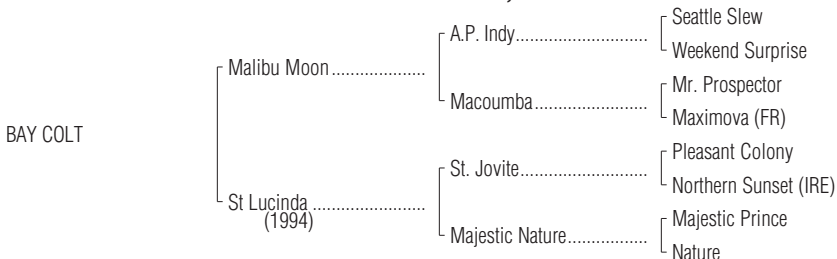 Seattle Slew
A.P. Indy
Weekend Surprise
Malibu Moon
Mr. Prospector
Macoumba
Maximova (FR)
BAY COLT
Pleasant Colony
St. Jovite
Northern Sunset (IRE)
St Lucinda
(1994)
Majestic Prince
Majestic Nature
Nature